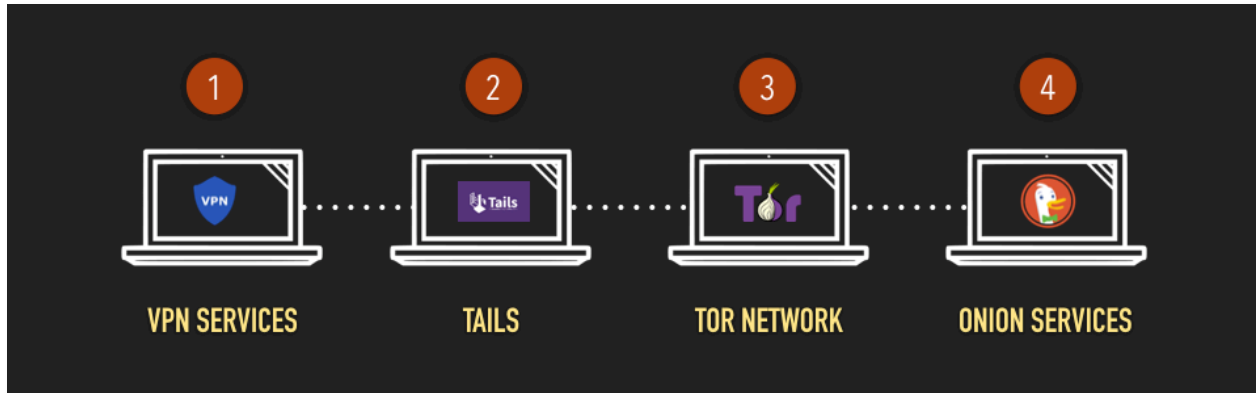 1 2 3 4
VPN Tails Tor
VPN SERVICES TAILS TOR NETWORK ONION SERVICES